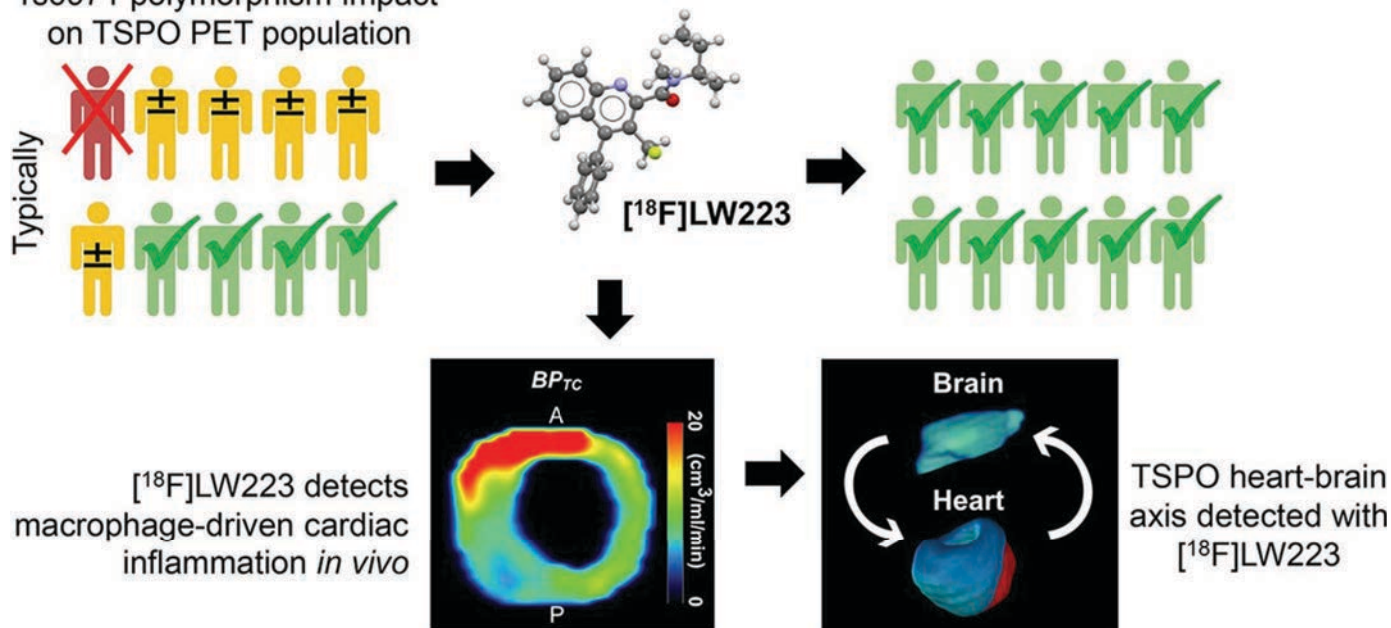 on TSPO PET population
Typically
±
±
±
±
±
[¹⁸F]LW223
BP_TC
A
20
(cm³/ml/min)
0
P
Brain
Heart
[¹⁸F]LW223 detects
macrophage-driven cardiac
inflammation in vivo
TSPO heart-brain
axis detected with
[¹⁸F]LW223